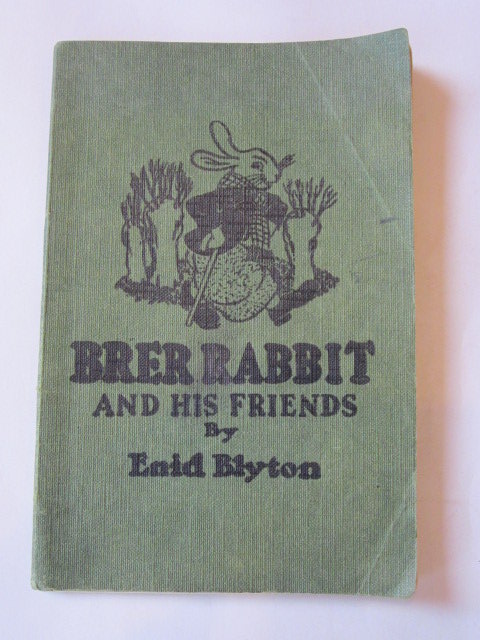 BRER RABBIT
AND HIS FRIENDS
By
Enid Blyton